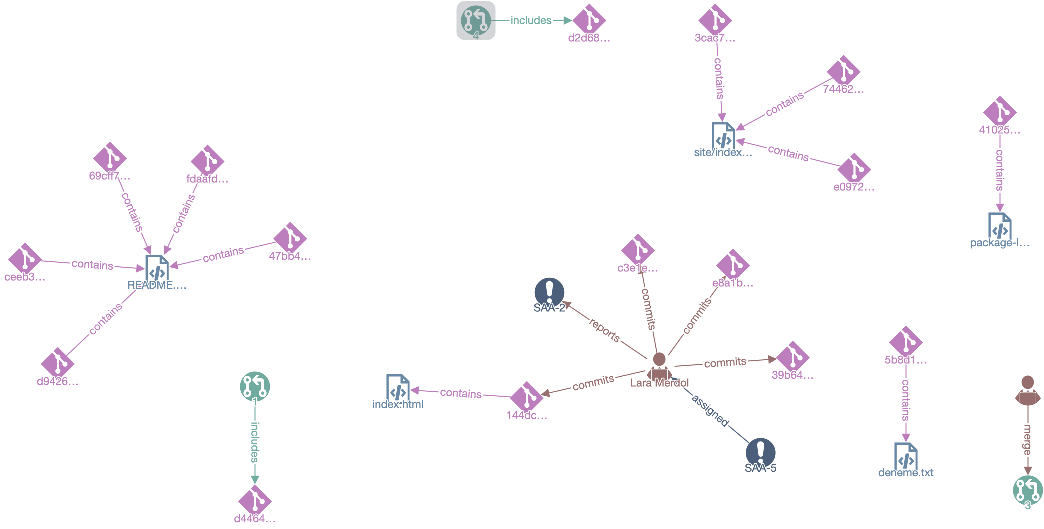 4
includes
d2d68...
3cac7...
contains
74462...
contains
site/index...
contains
e0972...
41025...
contains
package-l...
69cff7...
fdaafd...
contains
contains
ceeb3...
contains
contains
47bb4...
README....
contains
d9426...
c3e1e...
e8a1b...
commits
commits
SAA-2
reports
Lara Merdol
commits
39b64...
commits
index.html
contains
144dc...
assigned
SAA-5
5b8d1...
contains
deneme.txt
includes
d4464...
merge
3